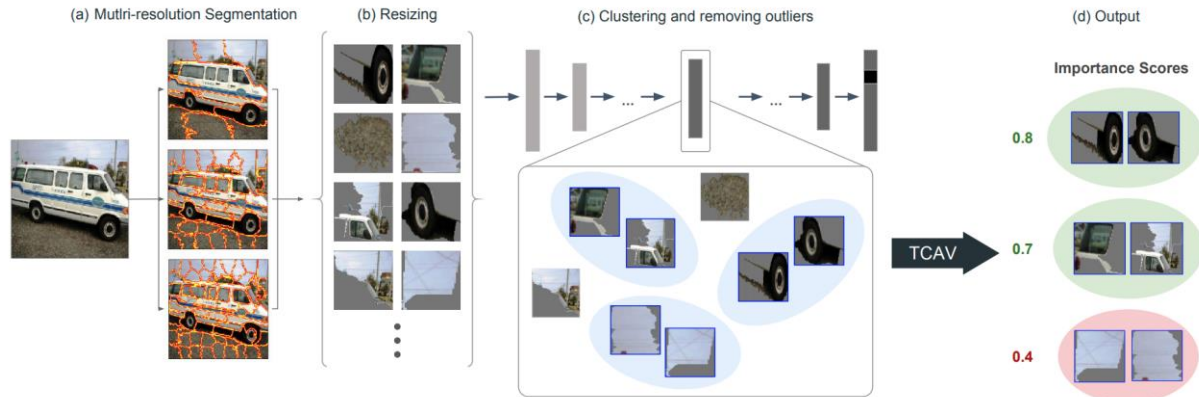 (a) Mutlri-resolution Segmentation
(b) Resizing
(c) Clustering and removing outliers
(d) Output
... ...
Importance Scores
0.8
0.7
TCAV
0.4